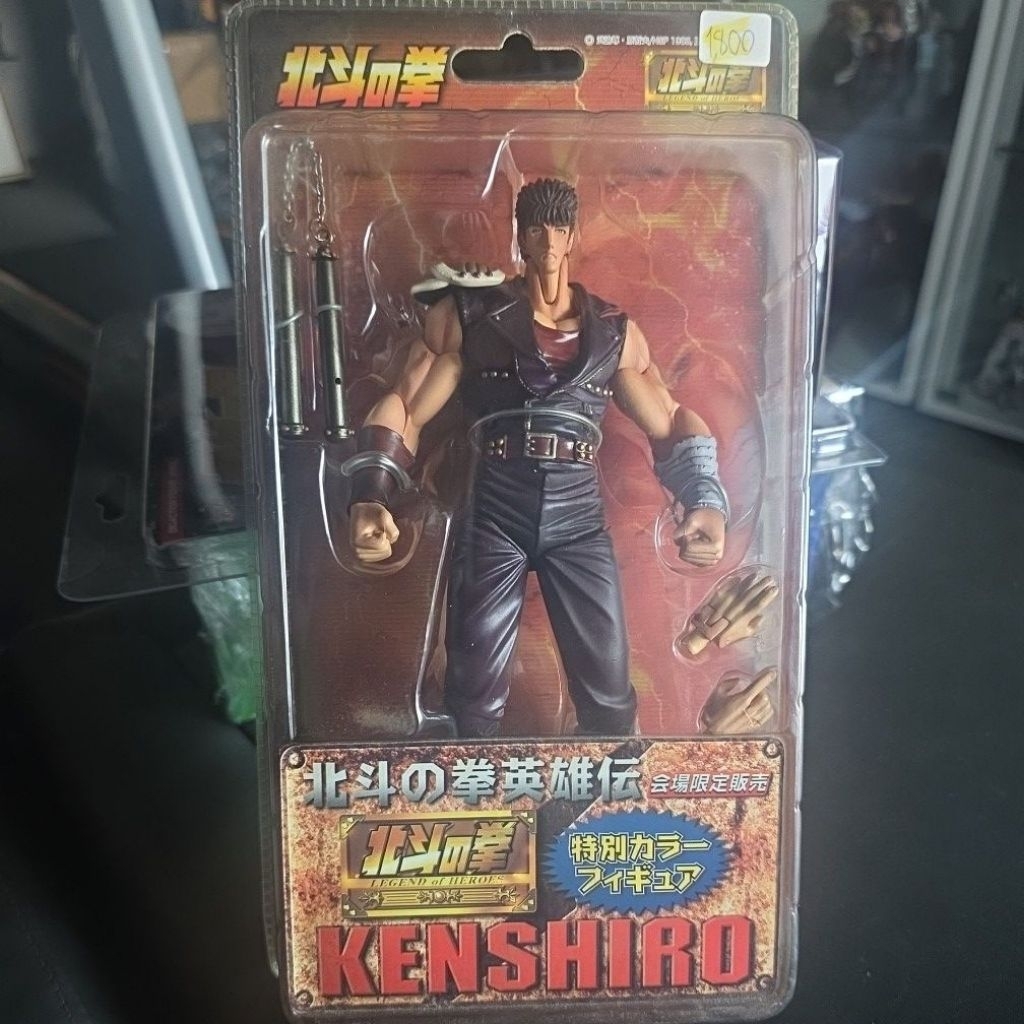 北斗の拳
1800
北斗の拳
LEGEND of HEROES
北斗の拳英雄伝
会場限定販売
北斗の拳
LEGEND of HEROES
特別カラー
フィギュア
KENSHIRO